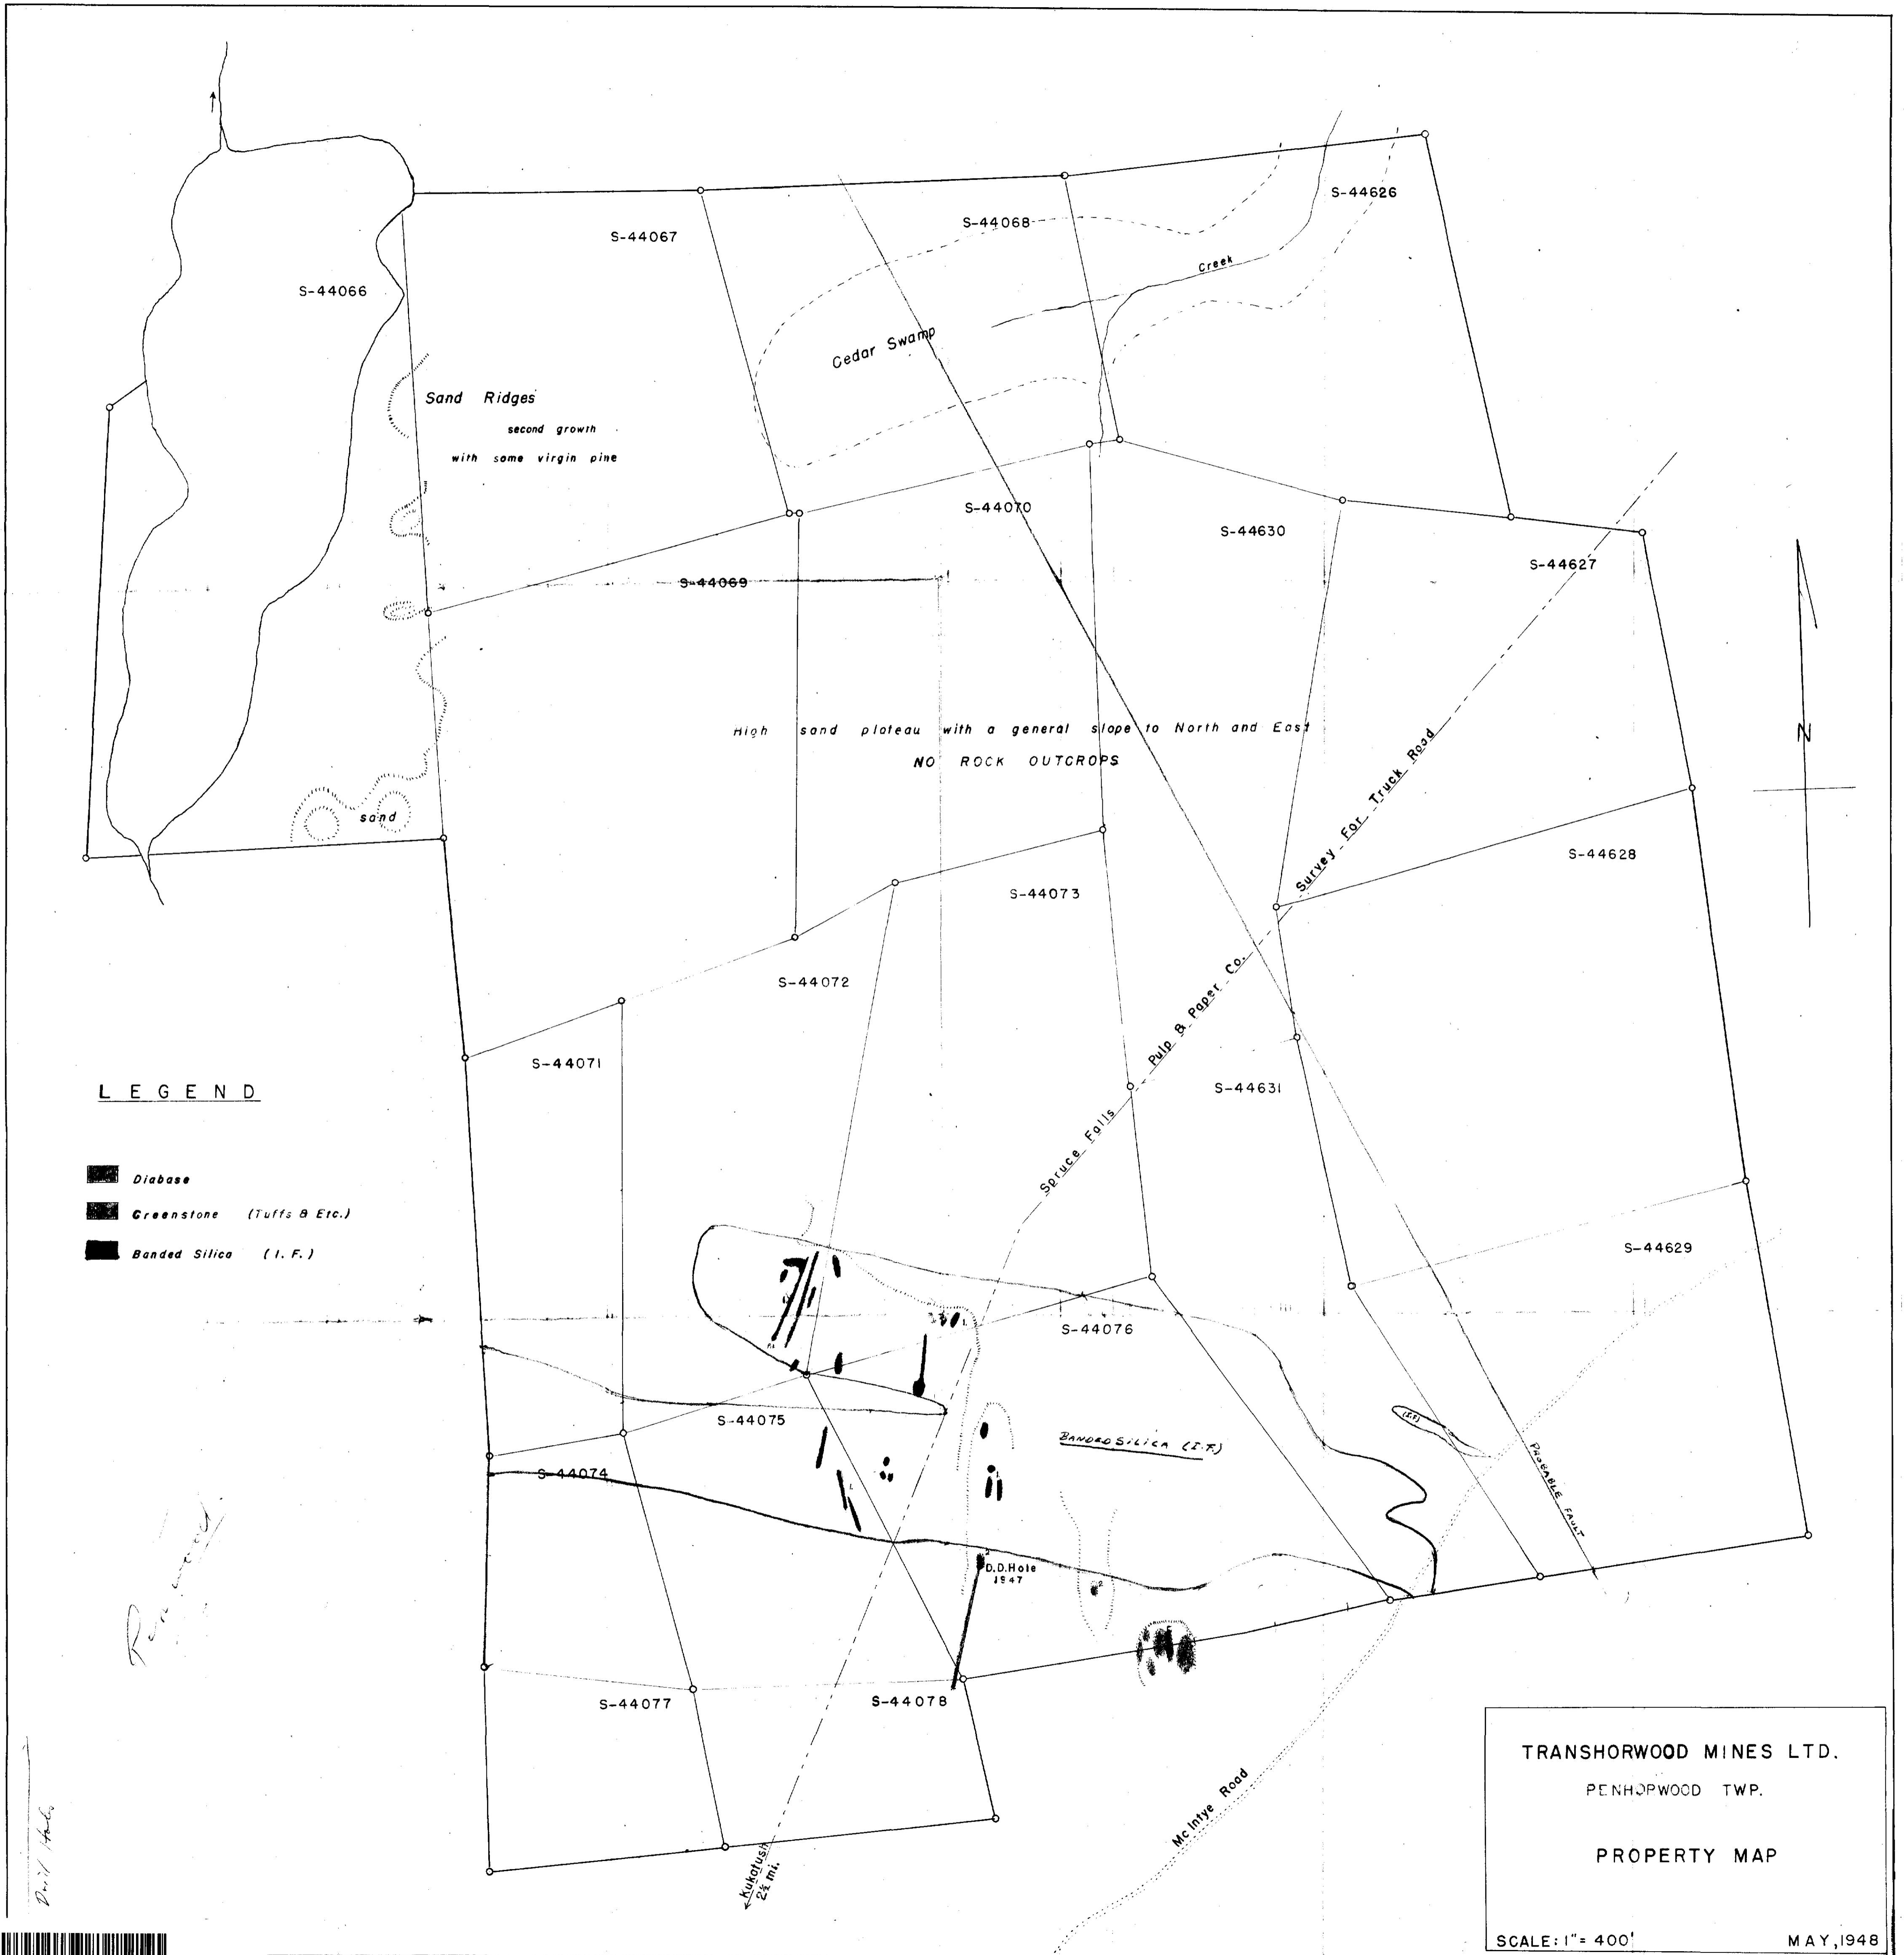 S-44626
S-44067
S-44068
S-44066
Creek
Cedar Swamp
Sand Ridges
second growth
with some virgin pine
S-44070
S-44630
S-44627
S-44069
High sand plateau with a general slope to North and East
NO ROCK OUTCROPS
N
sand
Survey For Truck Road
S-44628
S-44073
S-44072
Pulp & Paper Co.
S-44071
S-44631
LEGEND
Spruce Falls
Diabase
Greenstone (Tuffs & Etc.)
Banded Silica (I. F.)
S-44629
S-44076
(I.F)
S-44075
BANDED SILICA (I.F)
PROBABLE FAULT
S-44074
D.D.Hole
1947
S-44077
S-44078
McIntye Road
Kukatush
2½ mi.
Drill Holes
TRANSHORWOOD MINES LTD.
PENHOPWOOD TWP.
PROPERTY MAP
SCALE: 1"= 400'
MAY, 1948